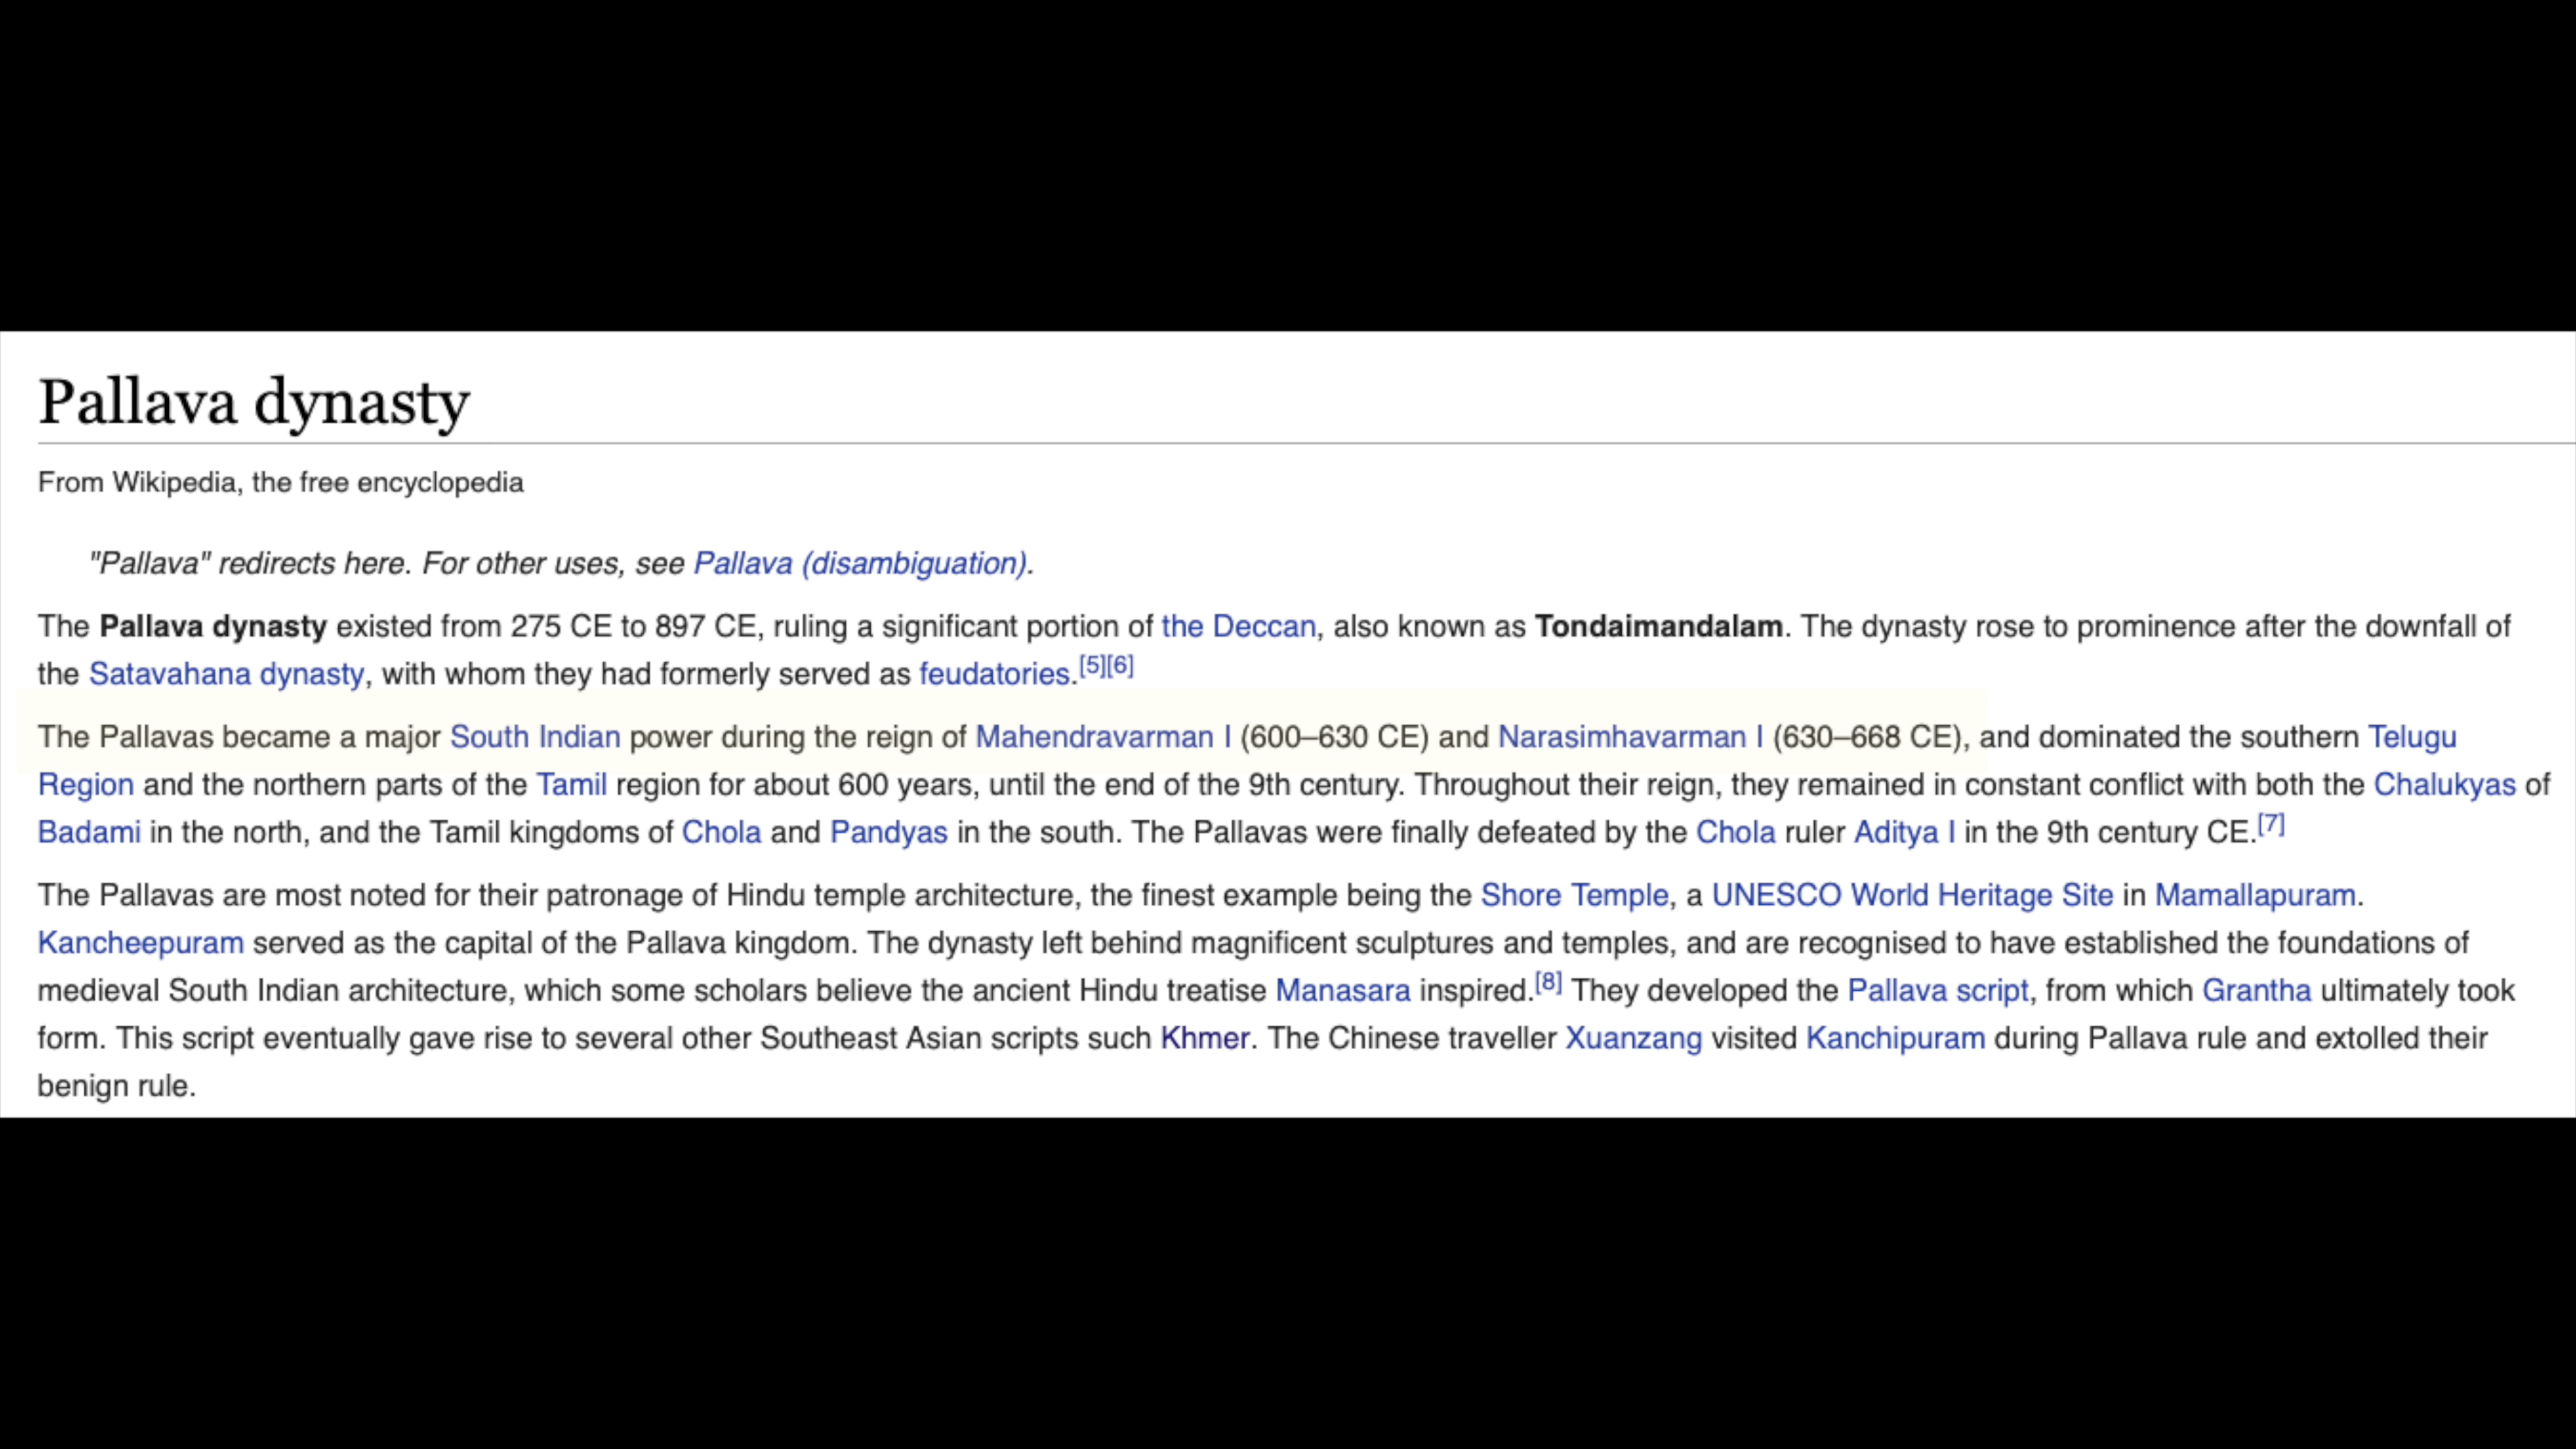 Pallava dynasty
From Wikipedia, the free encyclopedia
"Pallava" redirects here. For other uses, see Pallava (disambiguation).
The Pallava dynasty existed from 275 CE to 897 CE, ruling a significant portion of the Deccan, also known as Tondaimandalam. The dynasty rose to prominence after the downfall of
the Satavahana dynasty, with whom they had formerly served as feudatories.[5][6]
The Pallavas became a major South Indian power during the reign of Mahendravarman I (600–630 CE) and Narasimhavarman I (630–668 CE), and dominated the southern Telugu
Region and the northern parts of the Tamil region for about 600 years, until the end of the 9th century. Throughout their reign, they remained in constant conflict with both the Chalukyas of
Badami in the north, and the Tamil kingdoms of Chola and Pandyas in the south. The Pallavas were finally defeated by the Chola ruler Aditya I in the 9th century CE.[7]
The Pallavas are most noted for their patronage of Hindu temple architecture, the finest example being the Shore Temple, a UNESCO World Heritage Site in Mamallapuram.
Kancheepuram served as the capital of the Pallava kingdom. The dynasty left behind magnificent sculptures and temples, and are recognised to have established the foundations of
medieval South Indian architecture, which some scholars believe the ancient Hindu treatise Manasara inspired.[8] They developed the Pallava script, from which Grantha ultimately took
form. This script eventually gave rise to several other Southeast Asian scripts such Khmer. The Chinese traveller Xuanzang visited Kanchipuram during Pallava rule and extolled their
benign rule.